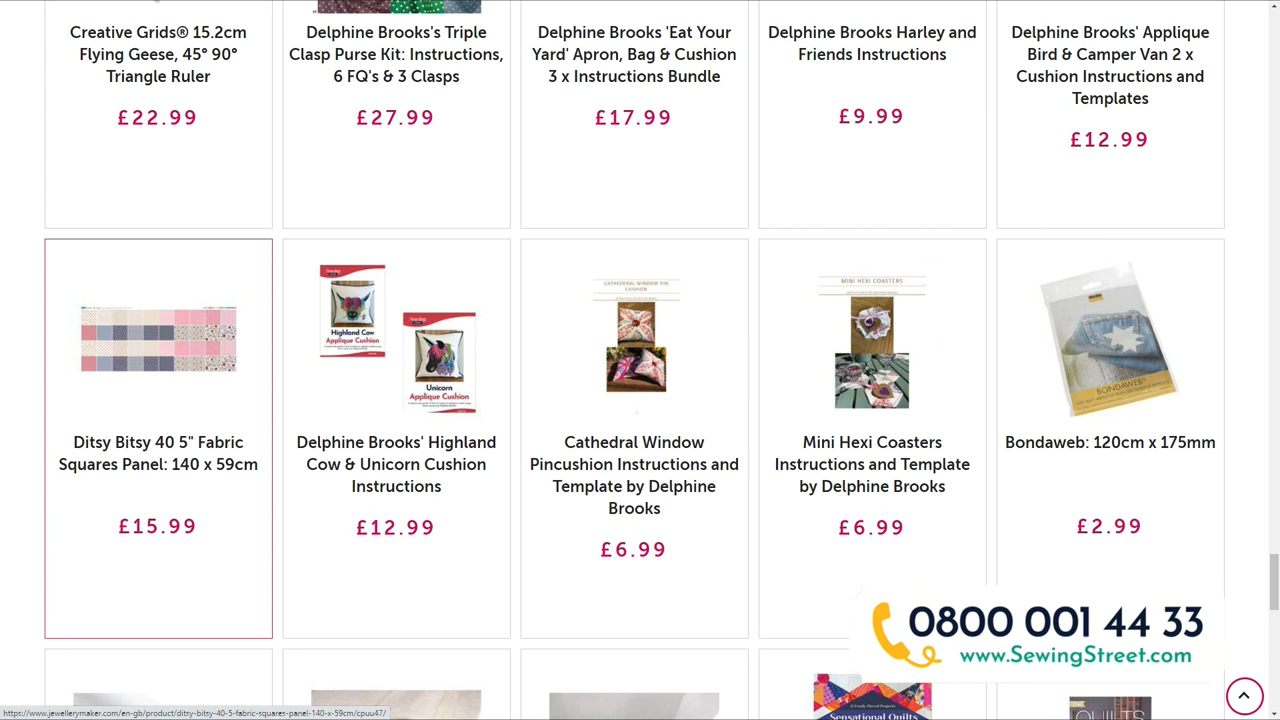 Creative Grids® 15.2cm
Flying Geese, 45° 90°
Triangle Ruler
£22.99
Delphine Brooks's Triple
Clasp Purse Kit: Instructions,
6 FQ's & 3 Clasps
£27.99
Delphine Brooks 'Eat Your
Yard' Apron, Bag & Cushion
3 x Instructions Bundle
£17.99
Delphine Brooks Harley and
Friends Instructions
£9.99
Delphine Brooks' Applique
Bird & Camper Van 2 x
Cushion Instructions and
Templates
£12.99
Ditsy Bitsy 40 5" Fabric
Squares Panel: 140 x 59cm
£15.99
Sewing
Highland Cow
Applique Cushion
Sewing
Unicorn
Applique Cushion
Delphine Brooks' Highland
Cow & Unicorn Cushion
Instructions
£12.99
CATHEDRAL WINDOW PIN
CUSHION
Cathedral Window
Pincushion Instructions and
Template by Delphine
Brooks
£6.99
MINI HEXI COASTERS
Mini Hexi Coasters
Instructions and Template
by Delphine Brooks
£6.99
BONDAWEB
Bondaweb: 120cm x 175mm
£2.99
0800 001 44 33
www.SewingStreet.com
Sensational Quilts
QUILTS
https://www.jewellerymaker.com/en-gb/product/ditsy-bitsy-40-5-fabric-squares-panel-140-x-59cm/cpuu47/